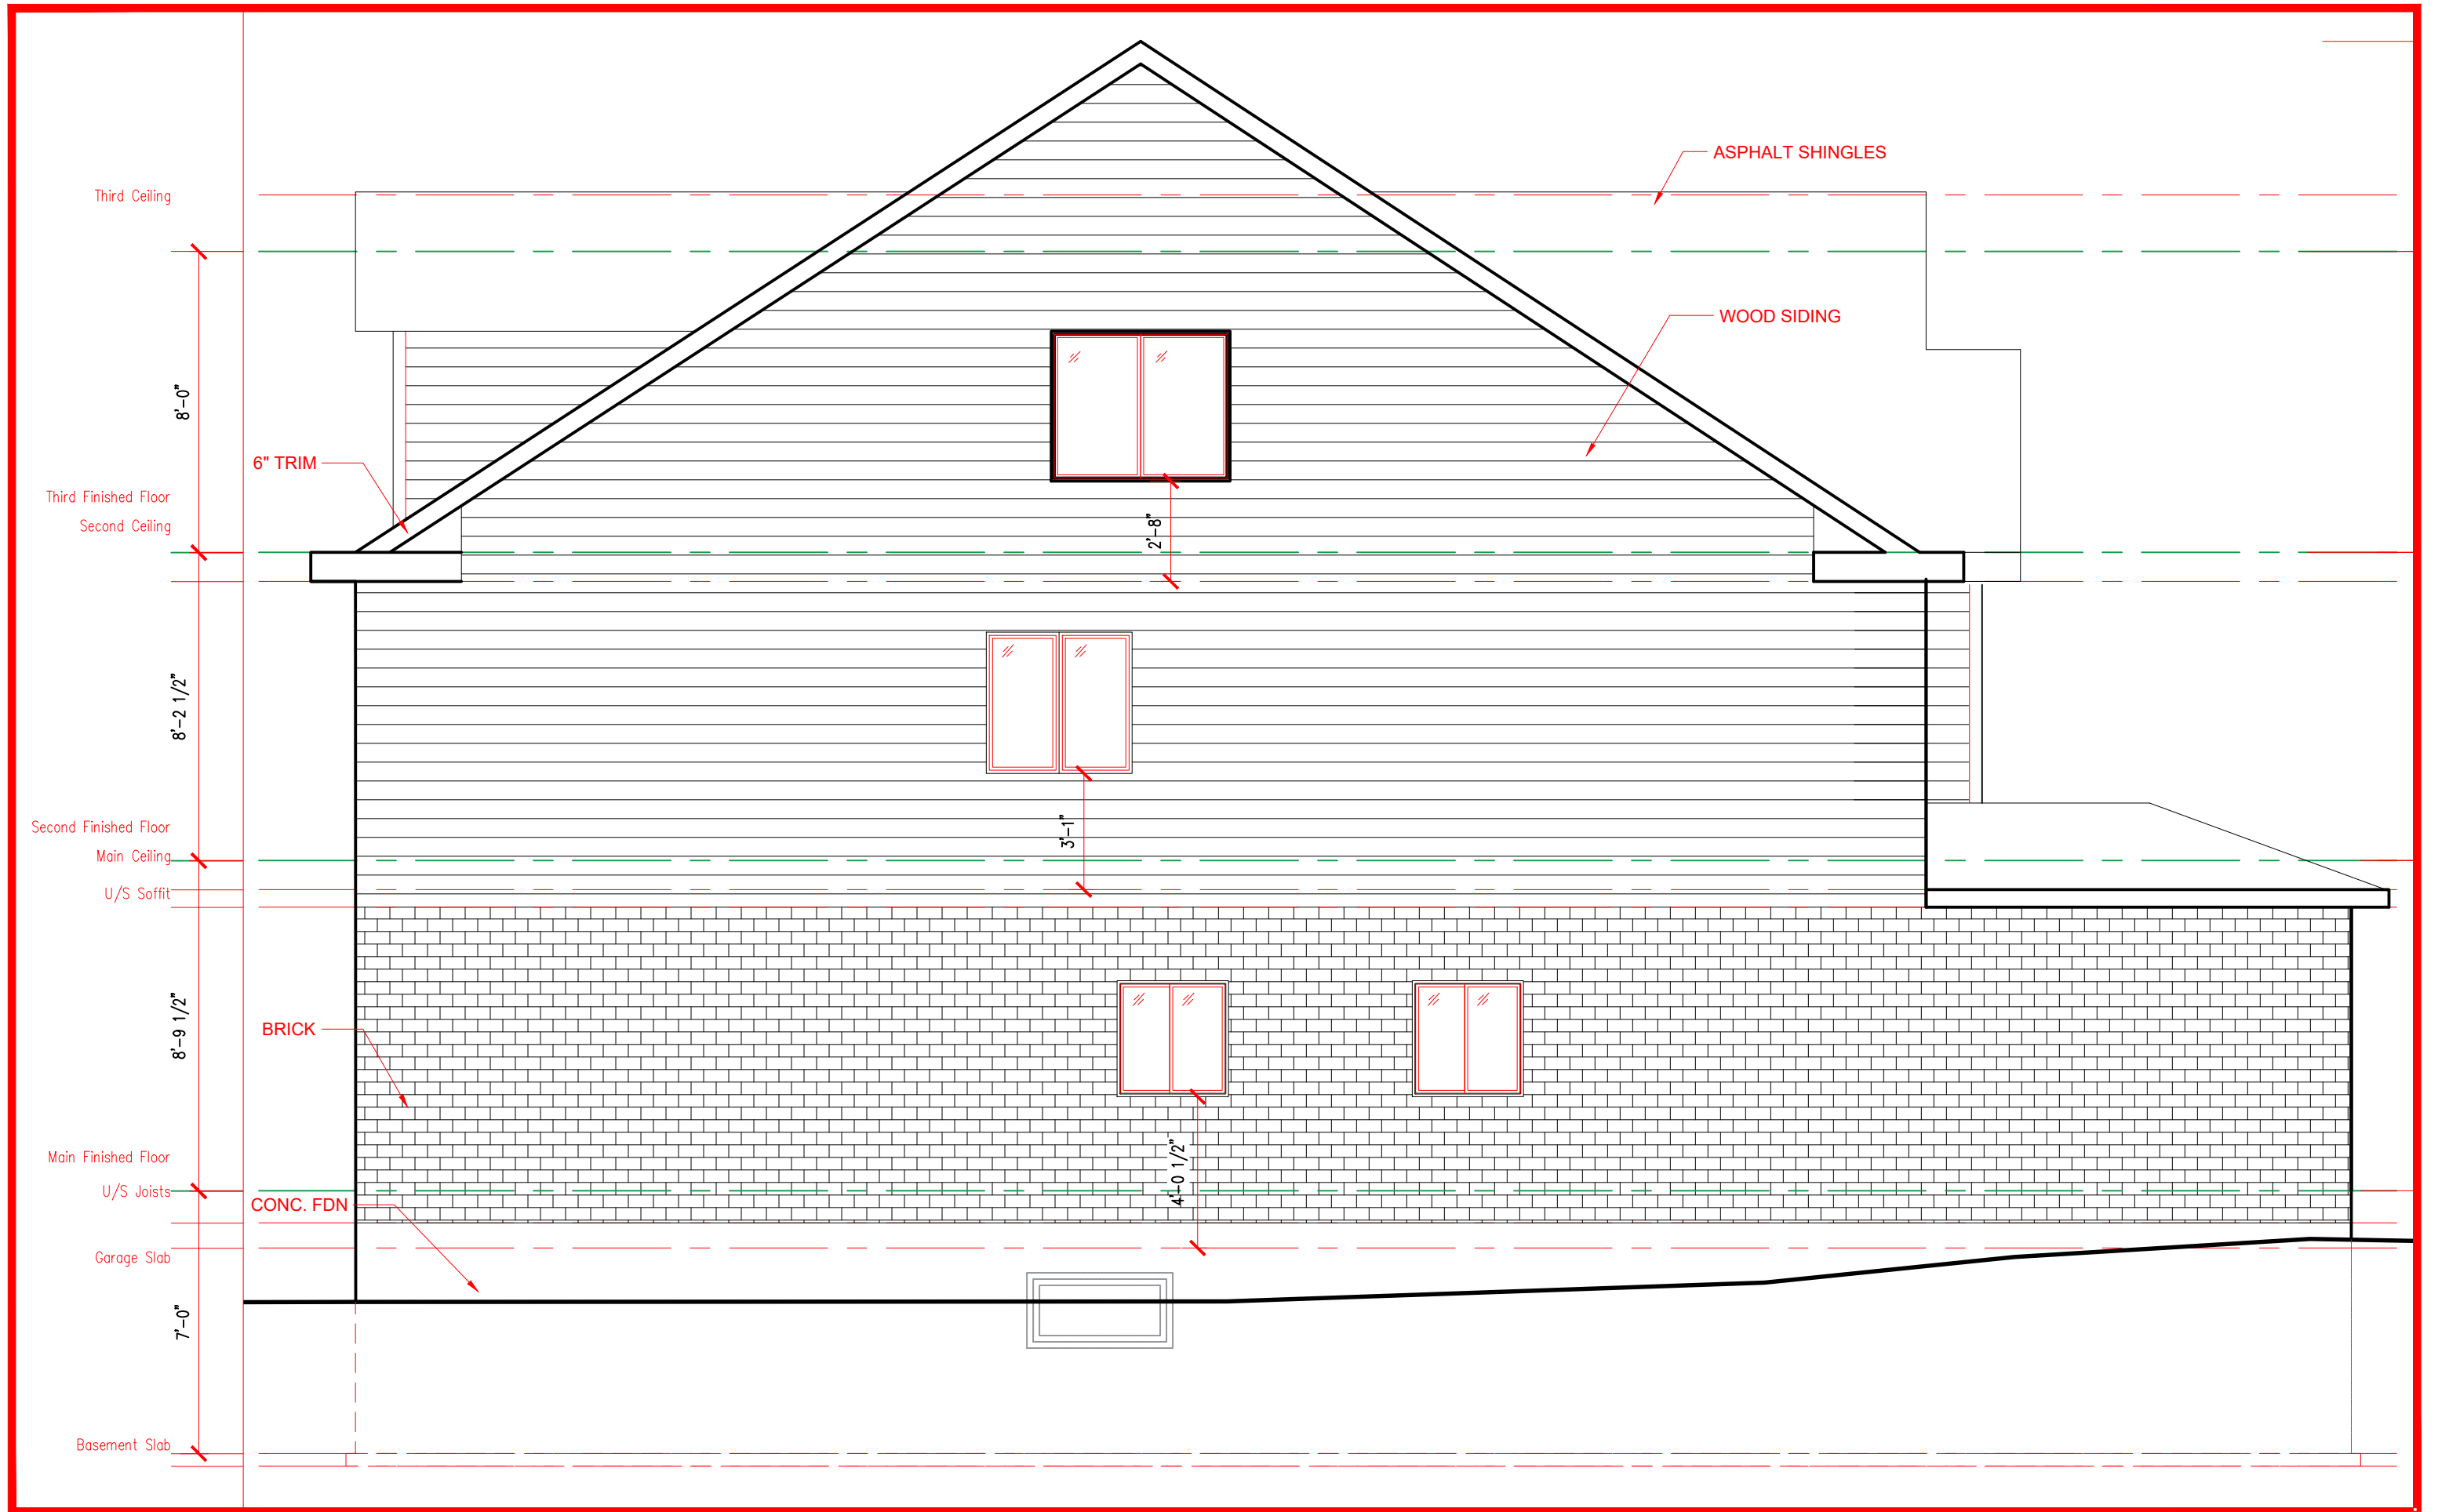 ASPHALT SHINGLES
Third Ceiling
WOOD SIDING
8'-0"
6" TRIM
Third Finished Floor
Second Ceiling
2'-8"
8'-2 1/2"
3'-1"
Second Finished Floor
Main Ceiling
U/S Soffit
8'-9 1/2"
BRICK
Main Finished Floor
4'-0 1/2"
U/S Joists
CONC. FDN
Garage Slab
7'-0"
Basement Slab